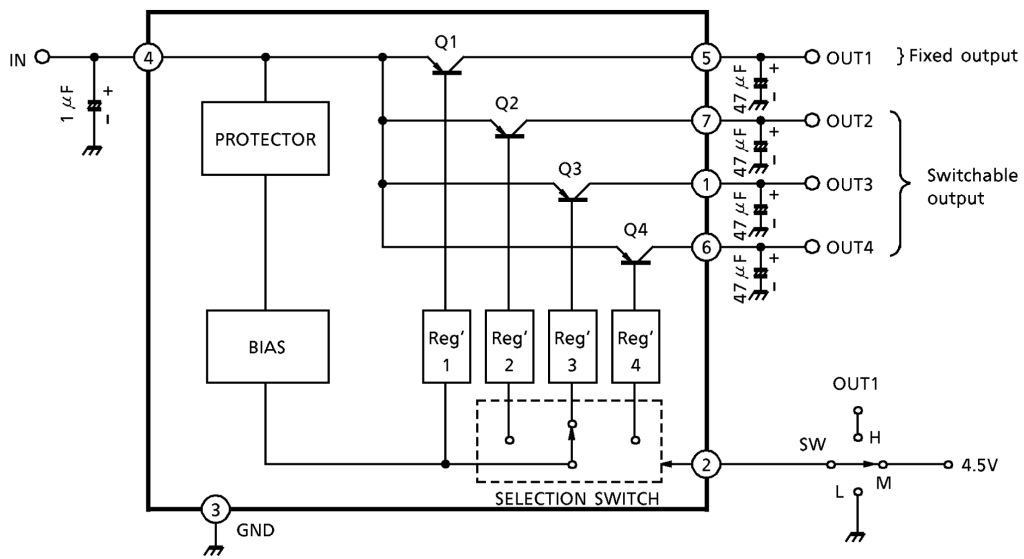 IN
1 μF
+
-
4
PROTECTOR
BIAS
Q1
Q2
Q3
Q4
5
7
1
6
47 μF
+
-
47 μF
+
-
47 μF
+
-
47 μF
+
-
OUT1
OUT2
OUT3
OUT4
} Fixed output
Switchable
output
Reg′
1
Reg′
2
Reg′
3
Reg′
4
SELECTION SWITCH
2
3
GND
OUT1
H
SW
M
L
4.5V